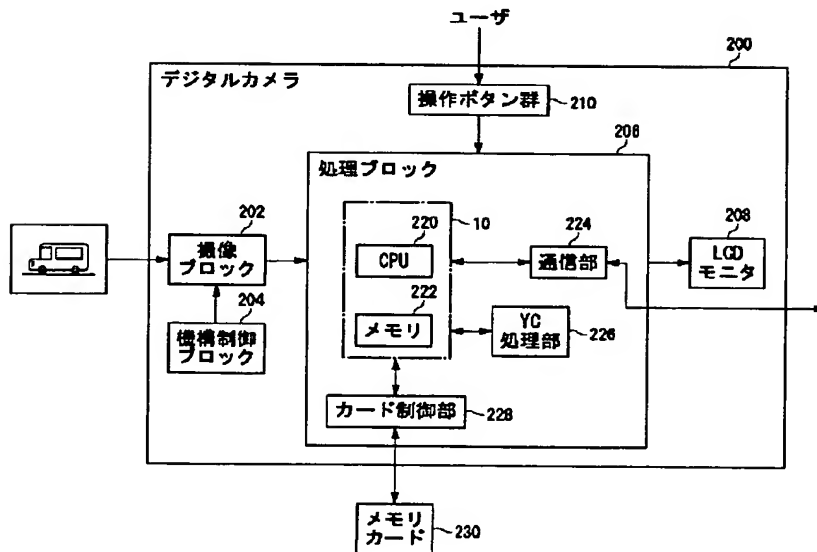 ユーザ
200
デジタルカメラ
操作ボタン群
210
206
処理ブロック
202
撮像
ブロック
204
機構制御
ブロック
10
220
CPU
222
メモリ
224
通信部
YC
処理部
226
208
LCD
モニタ
カード制御部
228
メモリ
カード
230